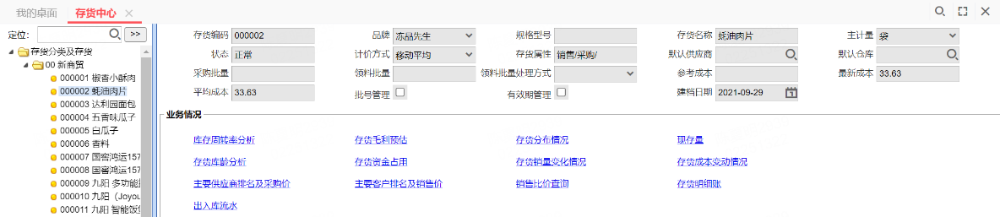 我的桌面 存货中心
定位: >>
存货分类及存货
00 新商贸
000001 椒香小酥肉
000002 蚝油肉片
000003 达利园面包
000004 五香味瓜子
000005 白瓜子
000006 香料
000007 国窖鸿运157
000008 国窖鸿运157
000009 九阳 多功能
000010 九阳（Joyou
000011 九阳 智能饭煲
存货编码 000002 品牌 冻品先生 规格型号 存货名称 蚝油肉片 主计量 袋
状态 正常 计价方式 移动平均 存货属性 销售/采购/ 默认供应商 默认仓库
采购批量 领料批量 领料批量处理方式 参考成本 最新成本 33.63
平均成本 33.63 批号管理 有效期管理 建档日期 2021-09-29
业务情况
库存周转率分析 存货毛利预估 存货分布情况 现存量
存货库龄分析 存货资金占用 存货销量变化情况 存货成本变动情况
主要供应商排名及采购价 主要客户排名及销售价 销售比价查询 存货明细账
出入库流水